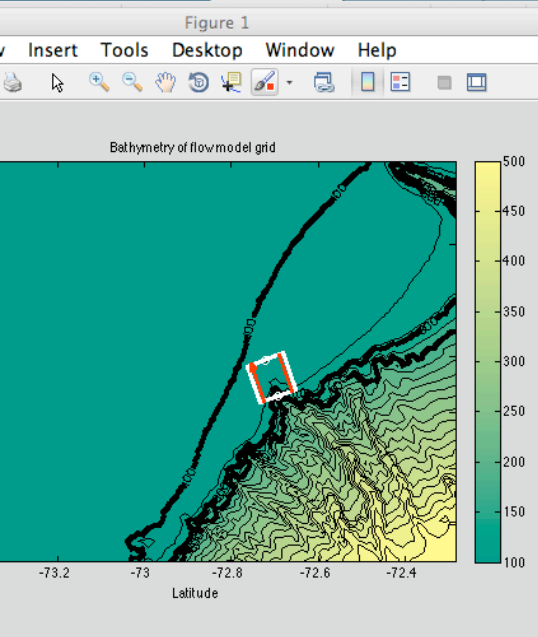 Figure 1
Insert Tools Desktop Window Help
Bathymetry of flow model grid
500
450
400
350
300
250
200
150
100
-73.2 -73 -72.8 -72.6 -72.4
Latitude